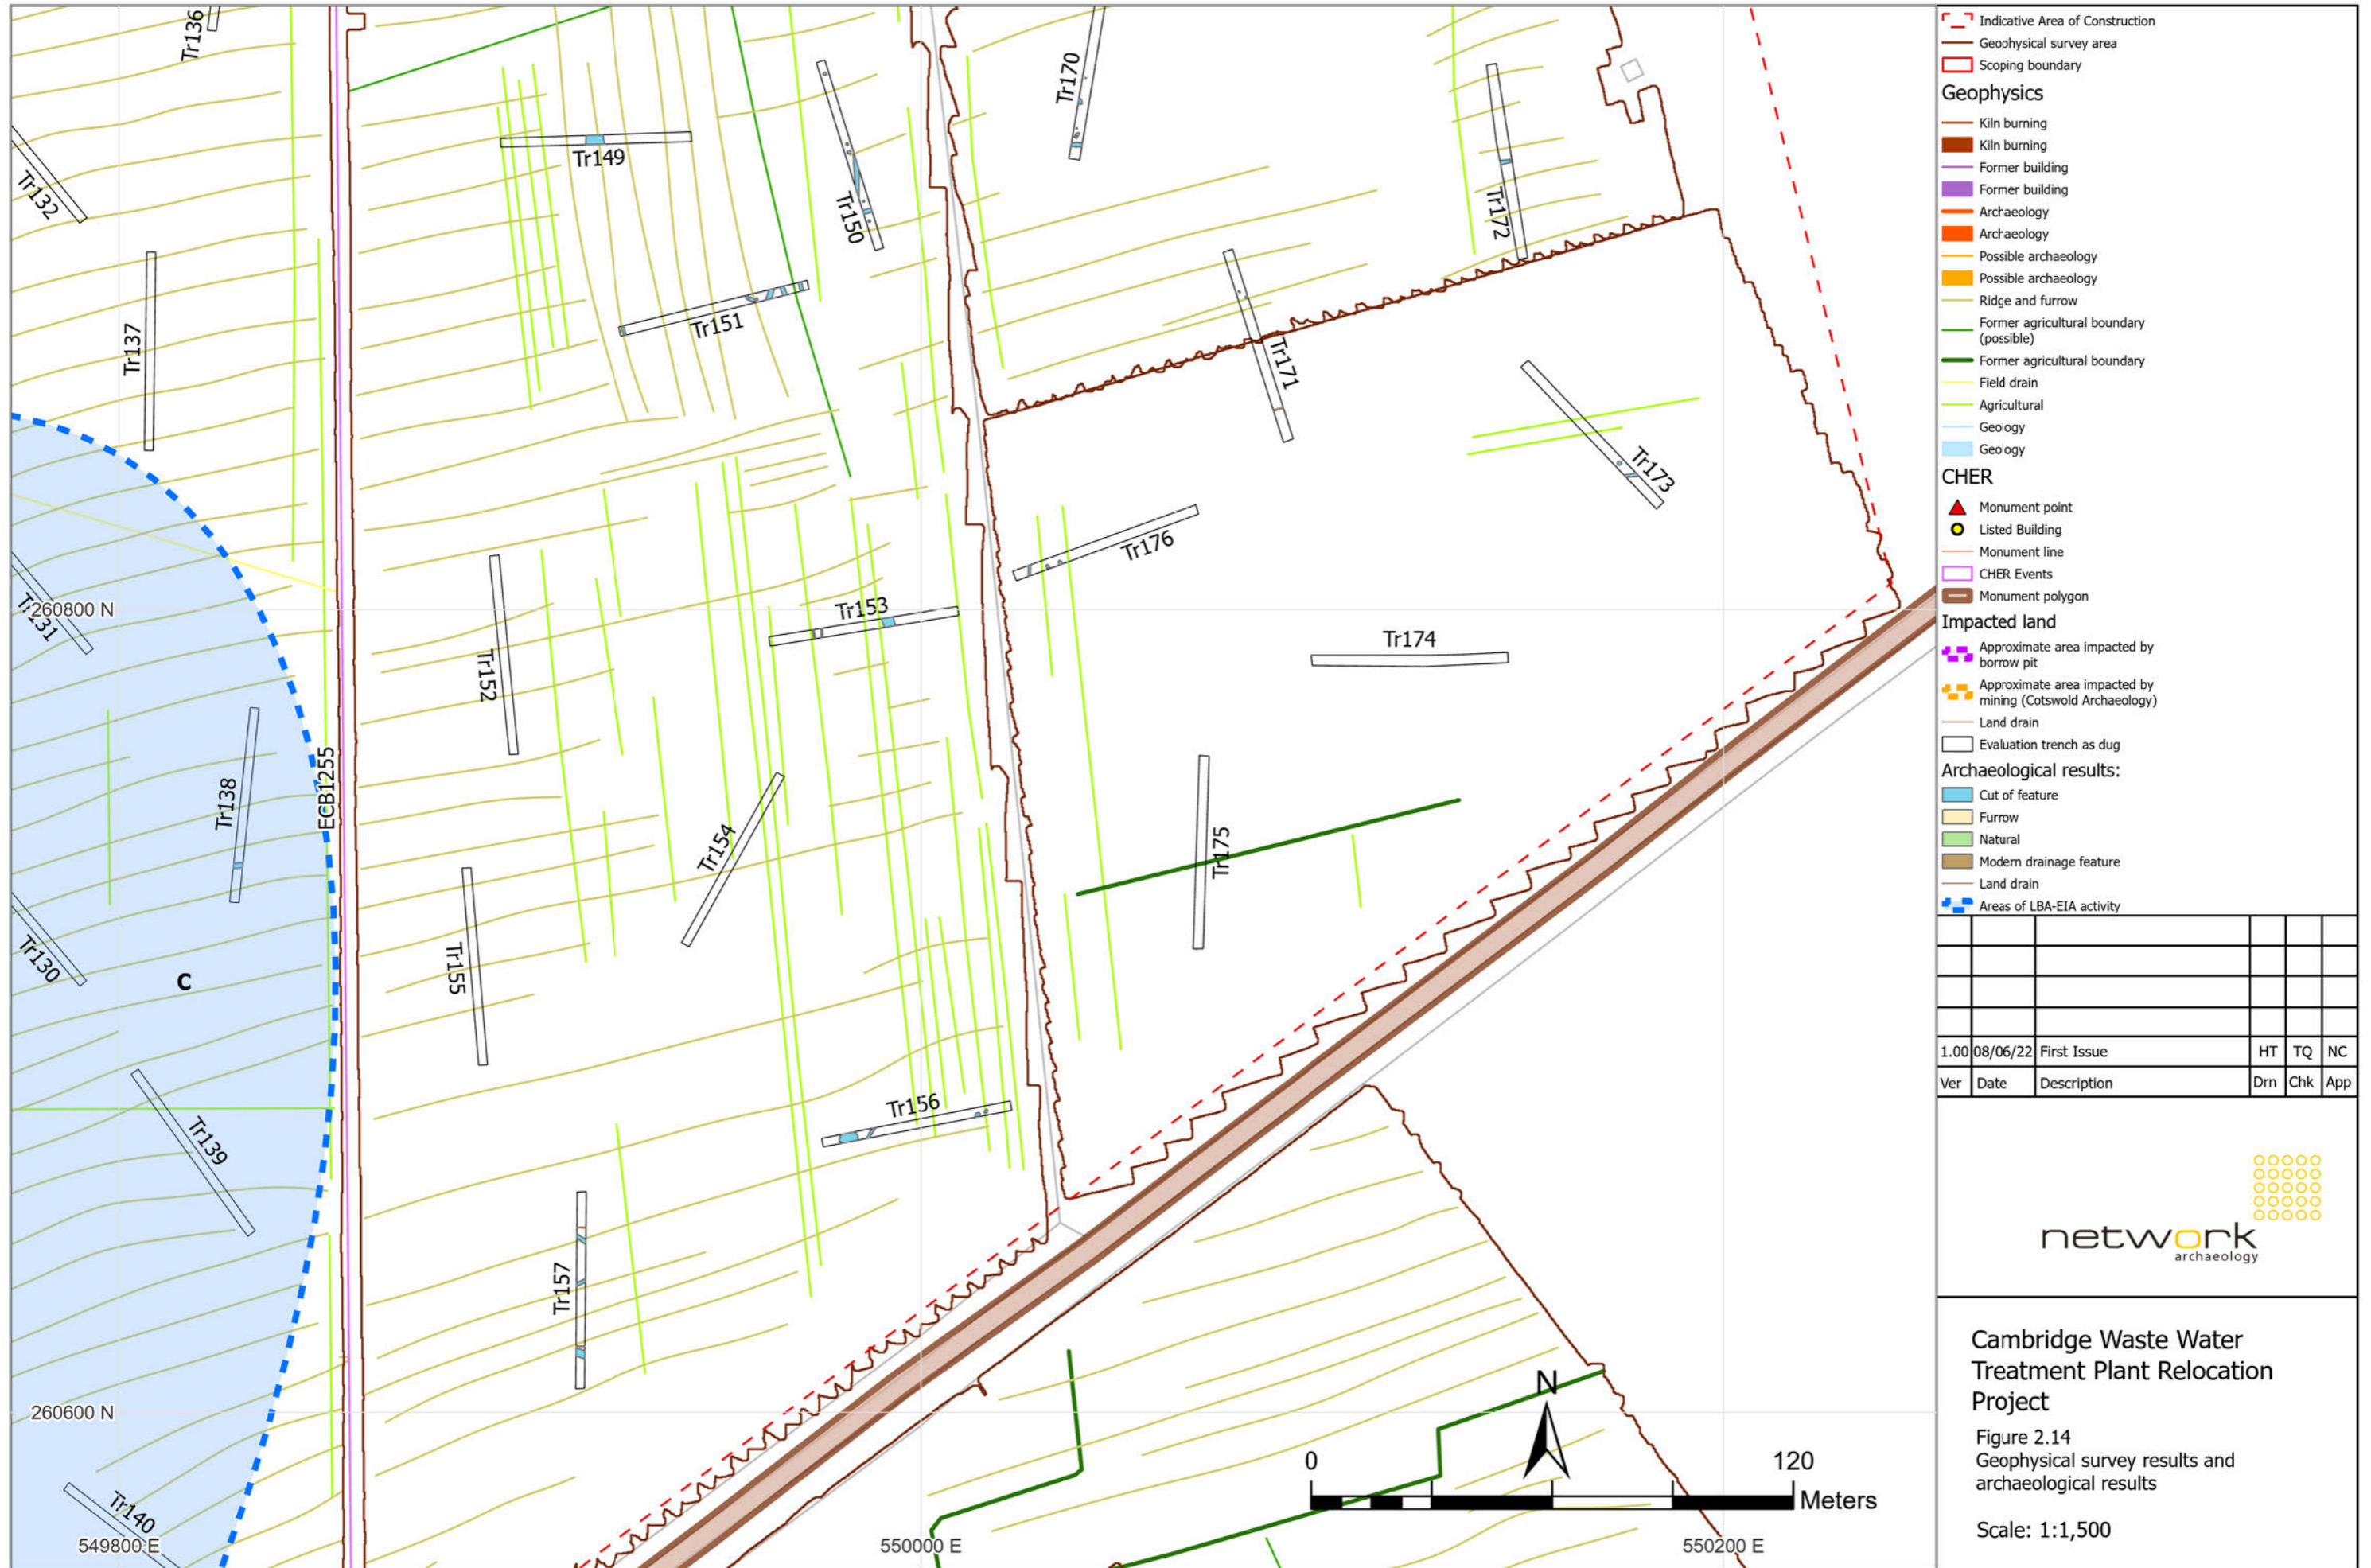 Tr136
Tr132
Tr137
Tr149
Tr150
Tr151
Tr170
Tr172
Tr171
Tr173
Tr176
Tr131
260800 N
Tr152
Tr153
Tr174
Tr138
ECB1255
Tr154
Tr175
Tr130
C
Tr155
Tr139
Tr156
Tr157
260600 N
Tr140
549800 E
550000 E
550200 E
N
0 120
Meters
Indicative Area of Construction
Geophysical survey area
Scoping boundary
Geophysics
Kiln burning
Kiln burning
Former building
Former building
Archaeology
Archaeology
Possible archaeology
Possible archaeology
Ridge and furrow
Former agricultural boundary
(possible)
Former agricultural boundary
Field drain
Agricultural
Geology
Geology
CHER
Monument point
Listed Building
Monument line
CHER Events
Monument polygon
Impacted land
Approximate area impacted by
borrow pit
Approximate area impacted by
mining (Cotswold Archaeology)
Land drain
Evaluation trench as dug
Archaeological results:
Cut of feature
Furrow
Natural
Modern drainage feature
Land drain
Areas of LBA-EIA activity
1.00 08/06/22 First Issue HT TQ NC
Ver Date Description Drn Chk App
network
archaeology
Cambridge Waste Water
Treatment Plant Relocation
Project
Figure 2.14
Geophysical survey results and
archaeological results
Scale: 1:1,500